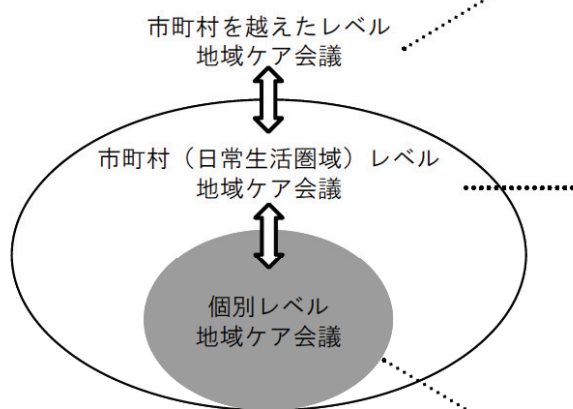 市町村を越えたレベル
地域ケア会議
市町村（日常生活圏域）レベル
地域ケア会議
個別レベル
地域ケア会議